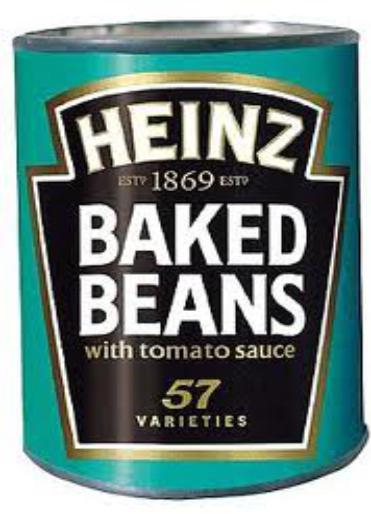 HEINZ
ESTD 1869 ESTD
BAKED
BEANS
with tomato sauce
57
VARIETIES